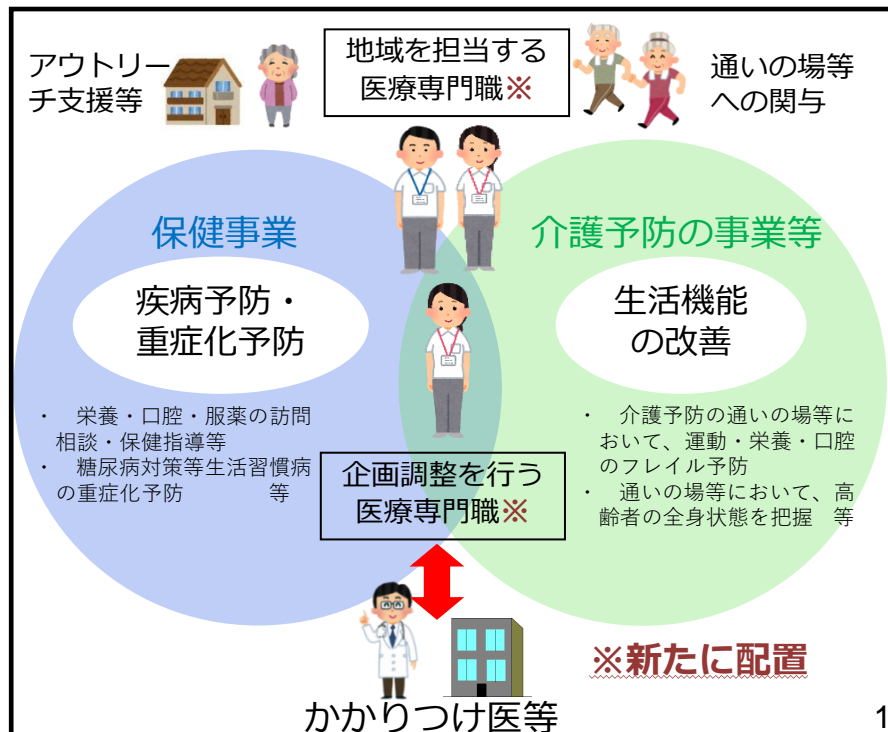 アウトリー
チ支援等
地域を担当する
医療専門職※
通いの場等
への関与
保健事業
疾病予防・
重症化予防
・　栄養・口腔・服薬の訪問
相談・保健指導等
・　糖尿病対策等生活習慣病
の重症化予防　　　　等
介護予防の事業等
生活機能
の改善
・　介護予防の通いの場等に
おいて、運動・栄養・口腔
のフレイル予防
・　通いの場等において、高
齢者の全身状態を把握　等
企画調整を行う
医療専門職※
かかりつけ医等
※新たに配置
1